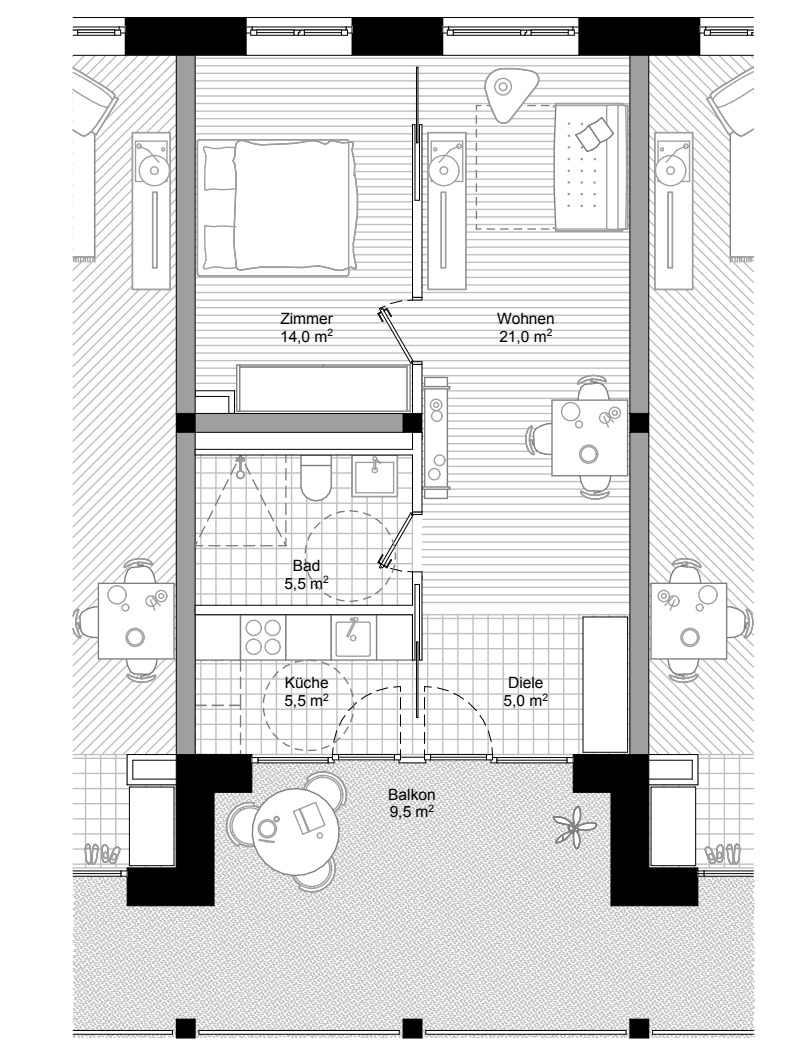 Zimmer
14,0 m²
Wohnen
21,0 m²
Bad
5,5 m²
Küche
5,5 m²
Diele
5,0 m²
Balkon
9,5 m²